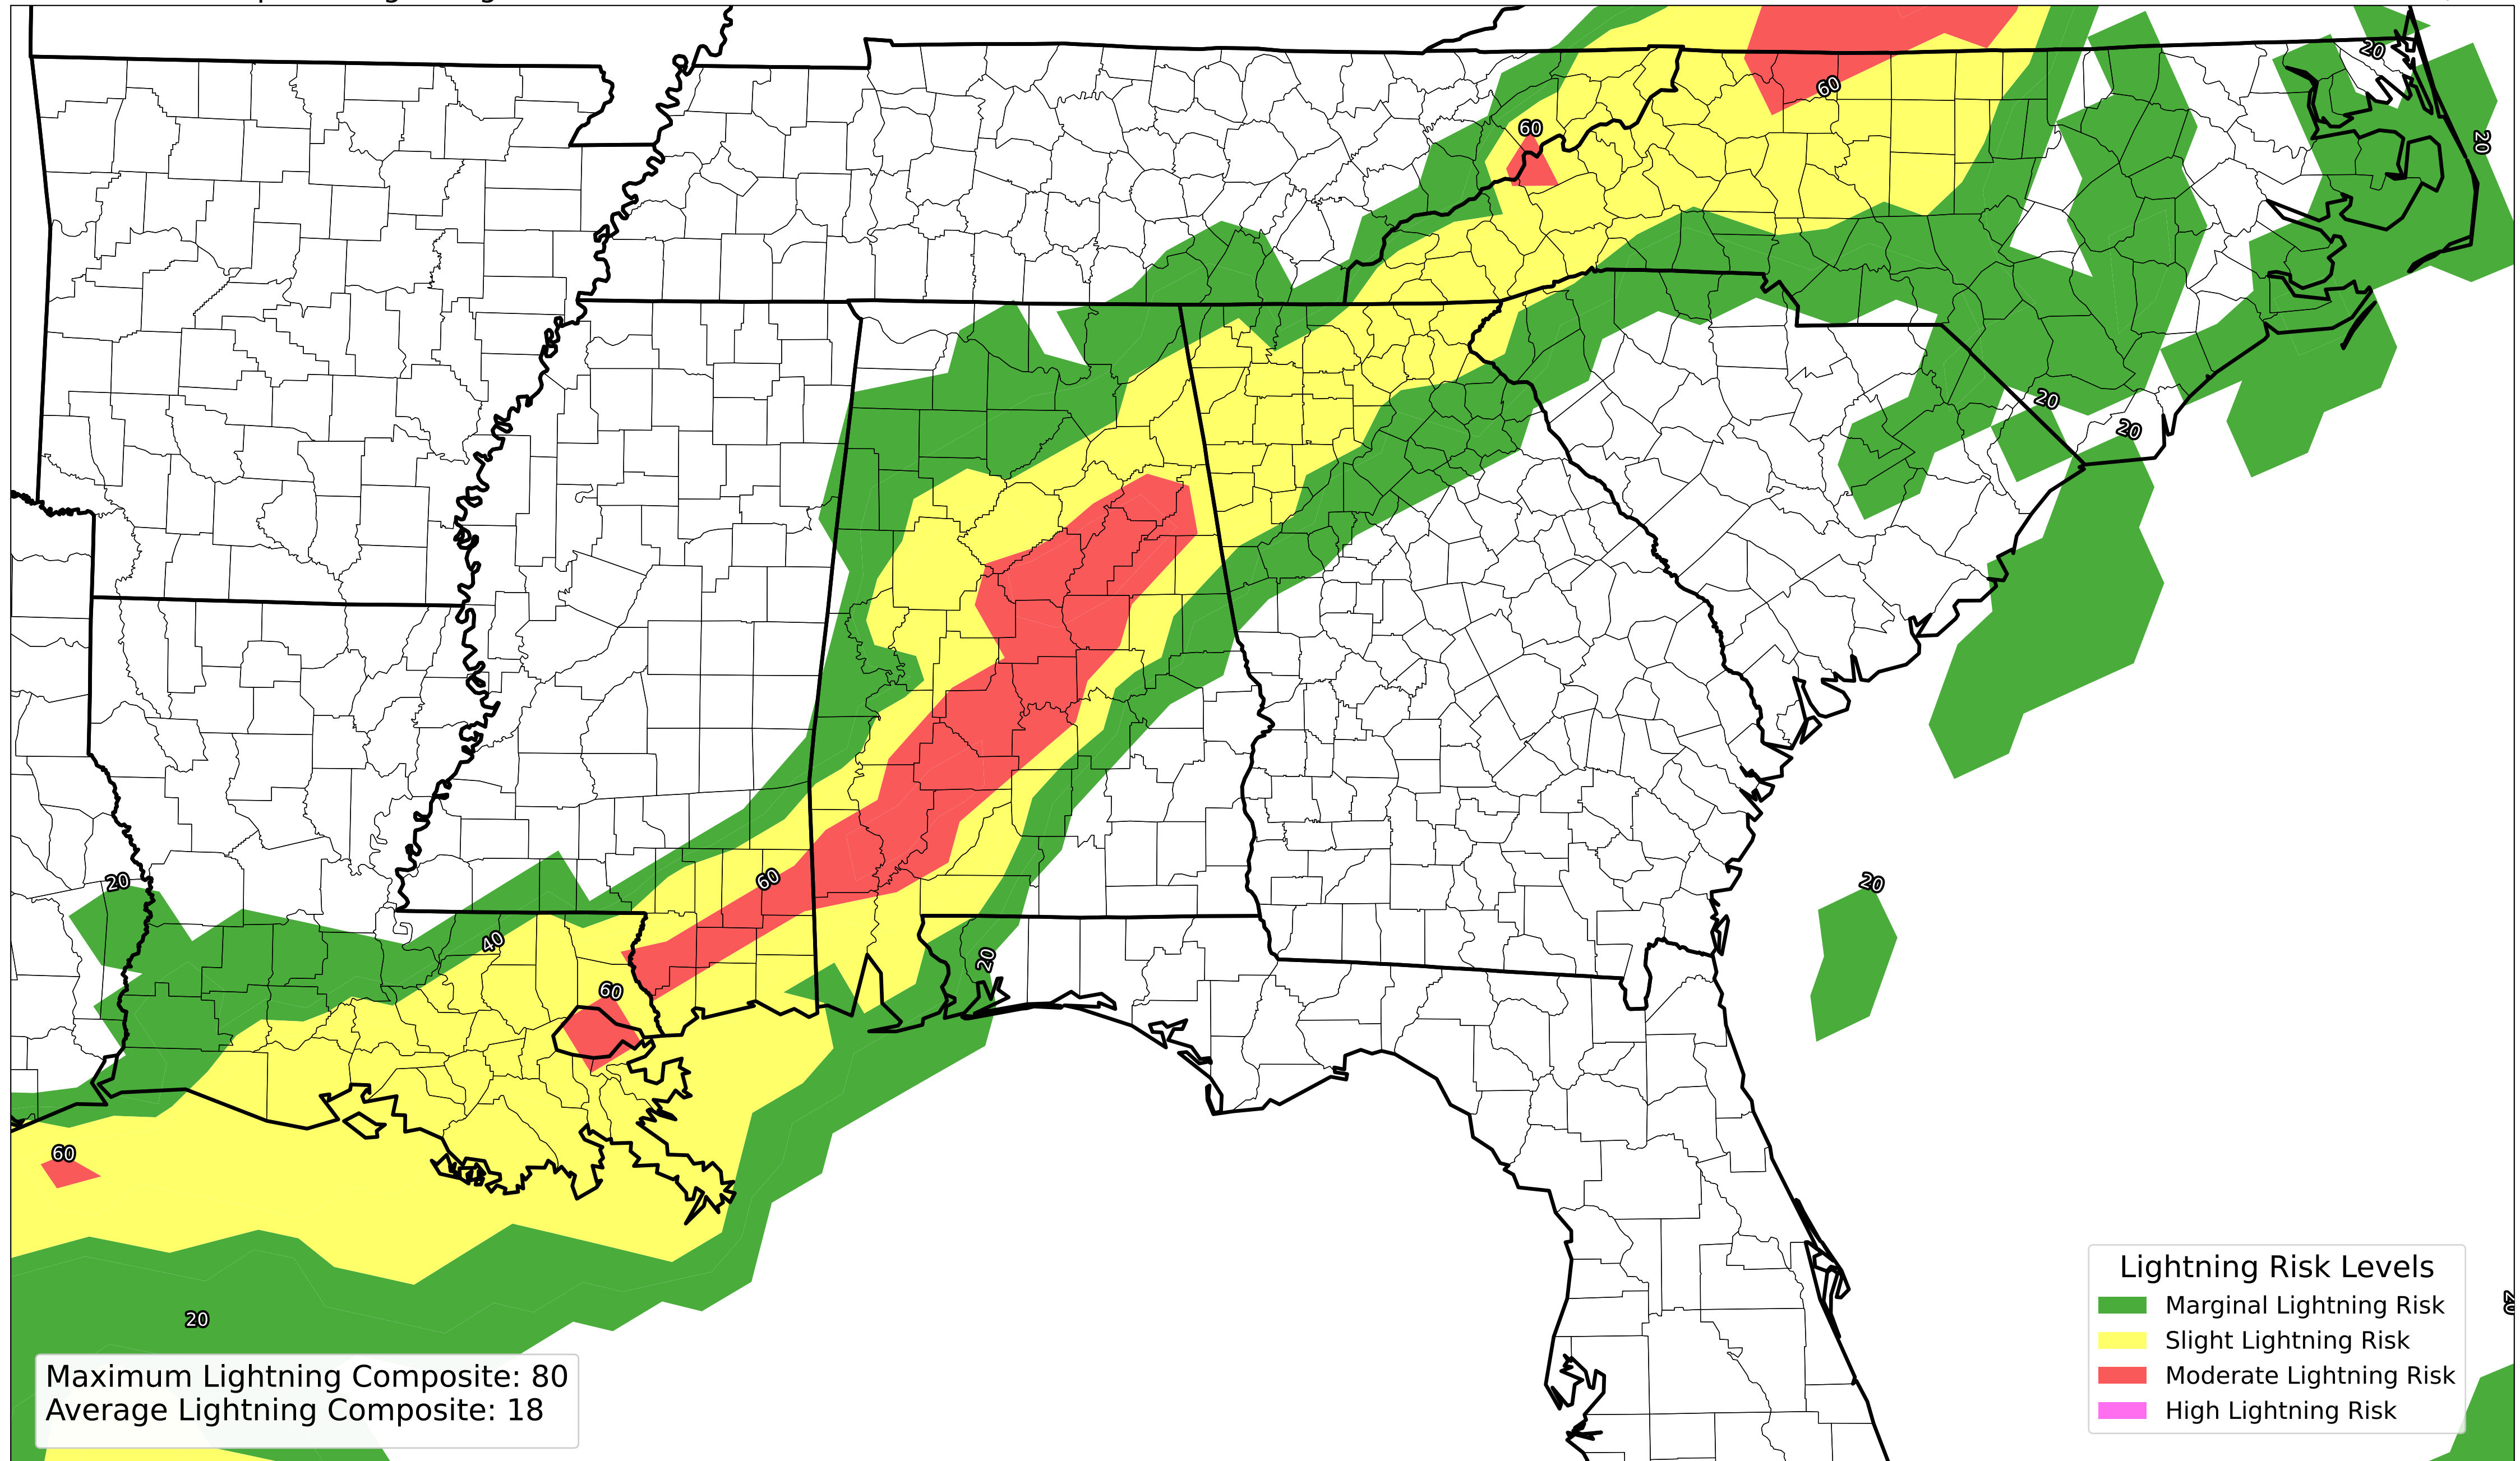 20
60
60
20
20
20
20
20
60
40
20
60
60
20
20
Lightning Risk Levels
Marginal Lightning Risk
Slight Lightning Risk
Moderate Lightning Risk
High Lightning Risk
Maximum Lightning Composite: 80
Average Lightning Composite: 18